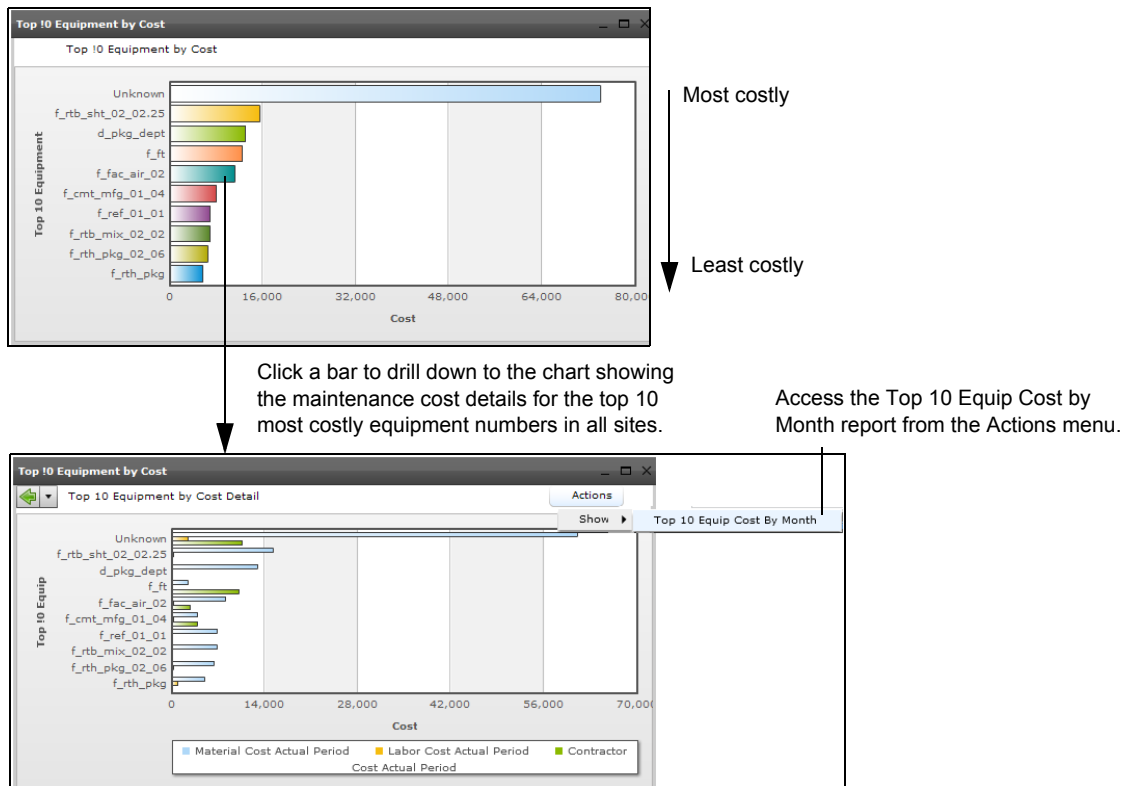 Top !0 Equipment by Cost
Top !0 Equipment by Cost
Top 10 Equipment
Unknown
f_rtb_sht_02_02.25
d_pkg_dept
f_ft
f_fac_air_02
f_cmt_mfg_01_04
f_ref_01_01
f_rtb_mix_02_02
f_rth_pkg_02_06
f_rth_pkg
0 16,000 32,000 48,000 64,000 80,00
Cost
Most costly
Least costly
Click a bar to drill down to the chart showing
the maintenance cost details for the top 10
most costly equipment numbers in all sites.
Access the Top 10 Equip Cost by
Month report from the Actions menu.
Top !0 Equipment by Cost
Top 10 Equipment by Cost Detail
Actions
Show
Top 10 Equip Cost By Month
Top !0 Equip
Unknown
f_rtb_sht_02_02.25
d_pkg_dept
f_ft
f_fac_air_02
f_cmt_mfg_01_04
f_ref_01_01
f_rtb_mix_02_02
f_rth_pkg_02_06
f_rth_pkg
0 14,000 28,000 42,000 56,000 70,000
Cost
Material Cost Actual Period Labor Cost Actual Period Contractor
Cost Actual Period